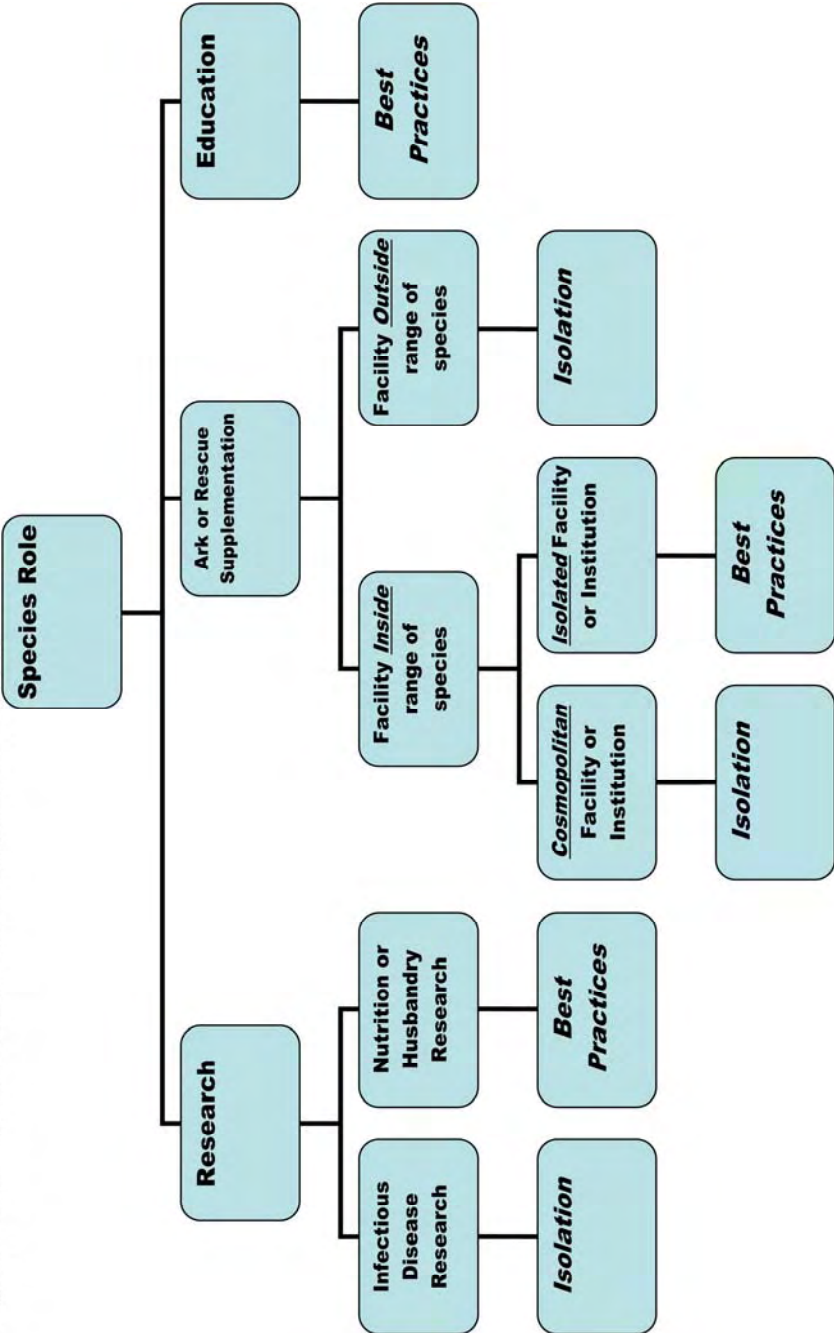 Species Role
Research
Ark or Rescue
Supplementation
Education
Infectious
Disease
Research
Nutrition or
Husbandry
Research
Facility Inside
range of
species
Facility Outside
range of
species
Best
Practices
Isolation
Best
Practices
Cosmopolitan
Facility or
Institution
Isolated Facility
or Institution
Isolation
Isolation
Best
Practices